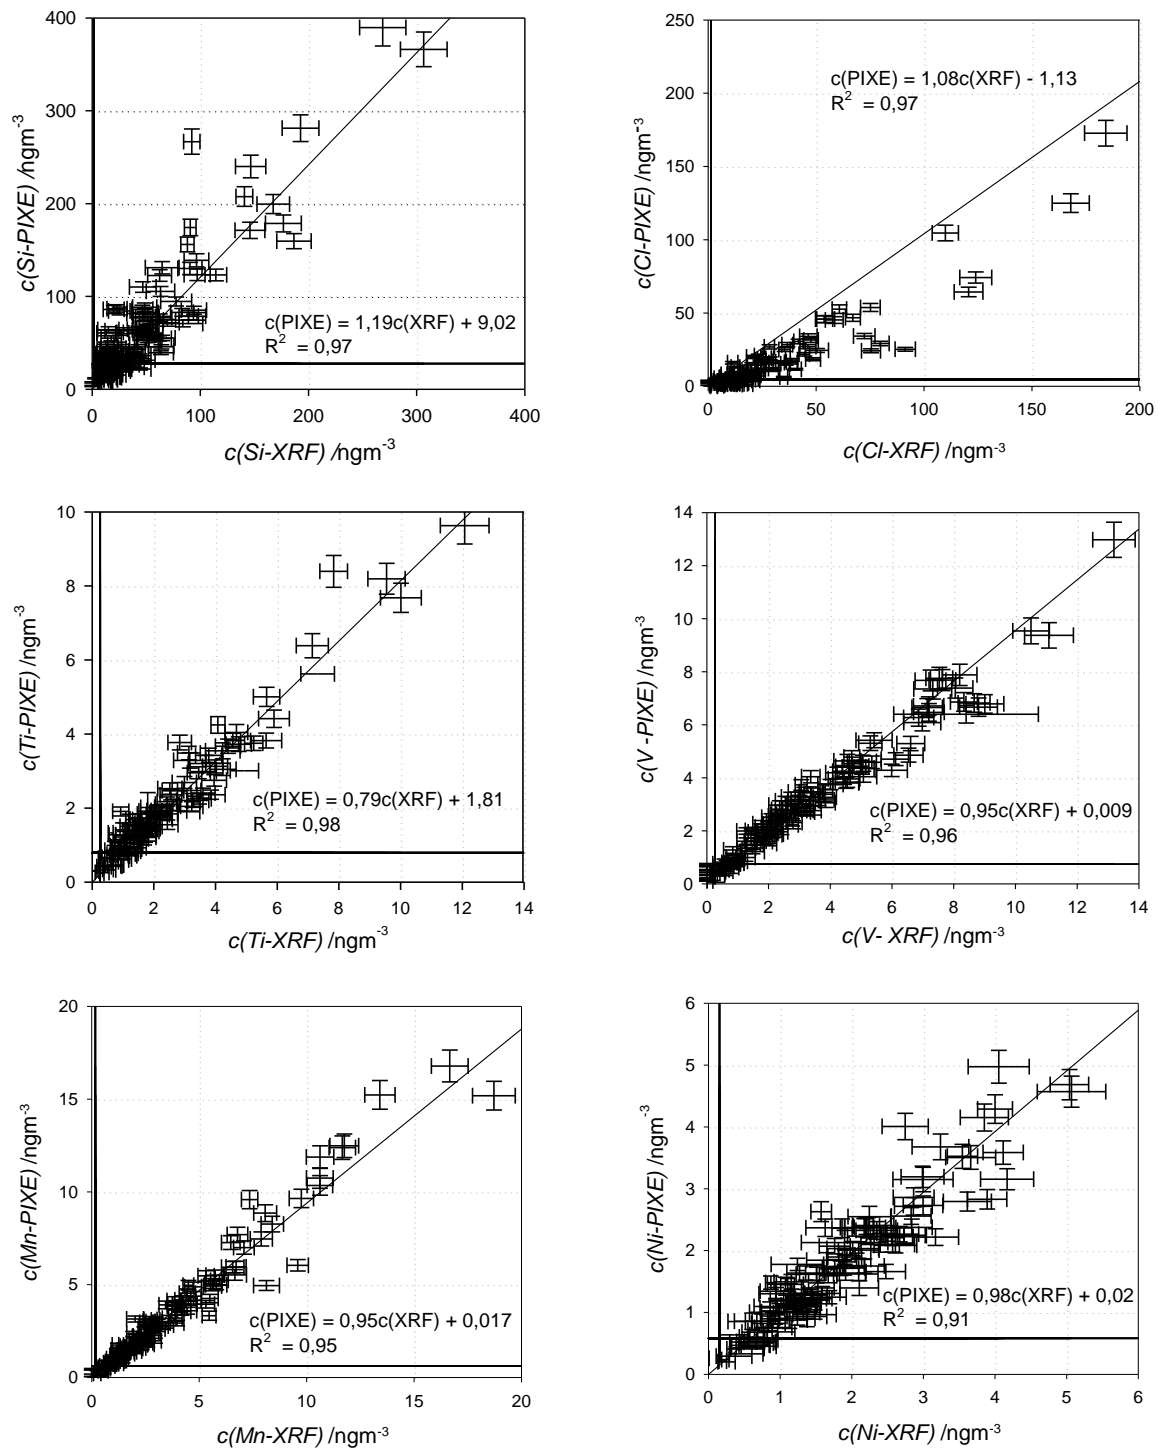 400
300
200
100
0
c(Si-PIXE) /ngm-3
c(PIXE) = 1,19c(XRF) + 9,02
R2 = 0,97
0 100 200 300 400
c(Si-XRF) /ngm-3
250
200
150
100
50
0
c(Cl-PIXE) /ngm-3
c(PIXE) = 1,08c(XRF) - 1,13
R2 = 0,97
0 50 100 150 200
c(Cl-XRF) /ngm-3
10
8
6
4
2
0
c(Ti-PIXE) /ngm-3
c(PIXE) = 0,79c(XRF) + 1,81
R2 = 0,98
0 2 4 6 8 10 12 14
c(Ti-XRF) /ngm-3
14
12
10
8
6
4
2
0
c(V -PIXE) /ngm-3
c(PIXE) = 0,95c(XRF) + 0,009
R2 = 0,96
0 2 4 6 8 10 12 14
c(V- XRF) /ngm-3
20
15
10
5
0
c(Mn-PIXE) /ngm-3
c(PIXE) = 0,95c(XRF) + 0,017
R2 = 0,95
0 5 10 15 20
c(Mn-XRF) /ngm-3
6
5
4
3
2
1
0
c(Ni-PIXE) /ngm-3
c(PIXE) = 0,98c(XRF) + 0,02
R2 = 0,91
0 1 2 3 4 5 6
c(Ni-XRF) /ngm-3